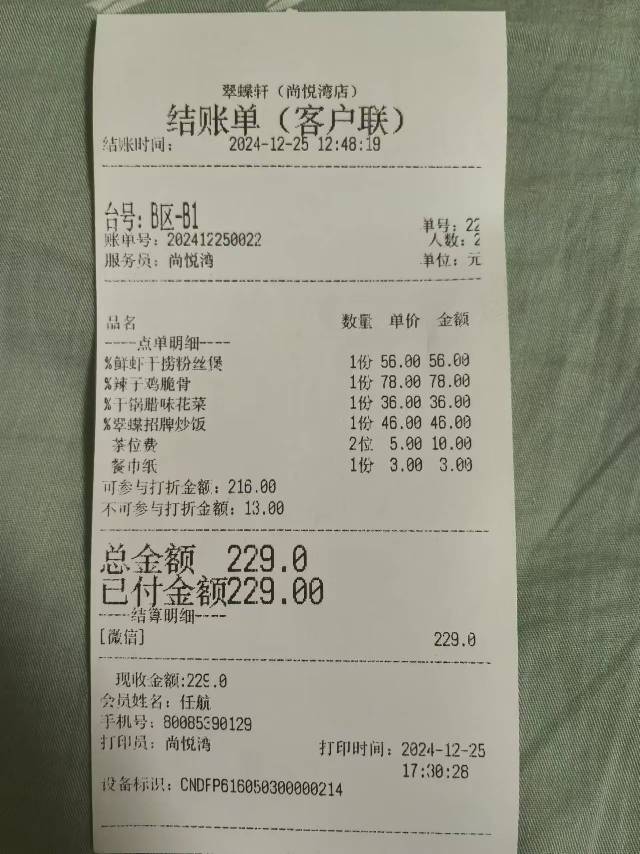 翠蝶轩（尚悦湾店）
结账单（客户联）
结账时间： 2024-12-25 12:48:19
台号：B区-B1 单号：22
账单号：202412250022 人数：2
服务员：尚悦湾 单位：元
品名 数量 单价 金额
----点单明细----
%鲜虾干捞粉丝煲 1份 56.00 56.00
%辣子鸡脆骨 1份 78.00 78.00
%干锅腊味花菜 1份 36.00 36.00
%翠蝶招牌炒饭 1份 46.00 46.00
茶位费 2位 5.00 10.00
餐巾纸 1份 3.00 3.00
可参与打折金额：216.00
不可参与打折金额：13.00
总金额 229.0
已付金额229.00
----结算明细----
[微信] 229.0
现收金额:229.0
会员姓名：任航
手机号：80085390129
打印员：尚悦湾 打印时间：2024-12-25
17:30:28
设备标识：CNDFP616050300000214